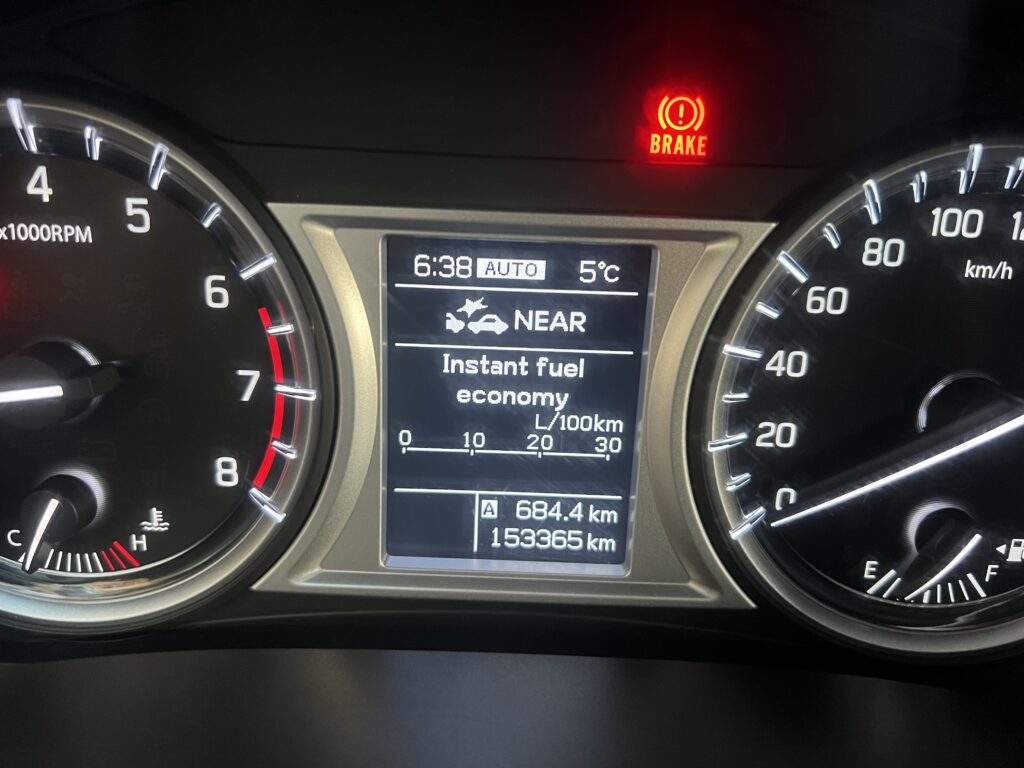 BRAKE
4
5
6
7
8
x1000RPM
C
H
6:38 AUTO 5°C
NEAR
Instant fuel
economy
L/100km
0 10 20 30
A 684.4 km
153365 km
100
80
60
40
20
0
km/h
E
F